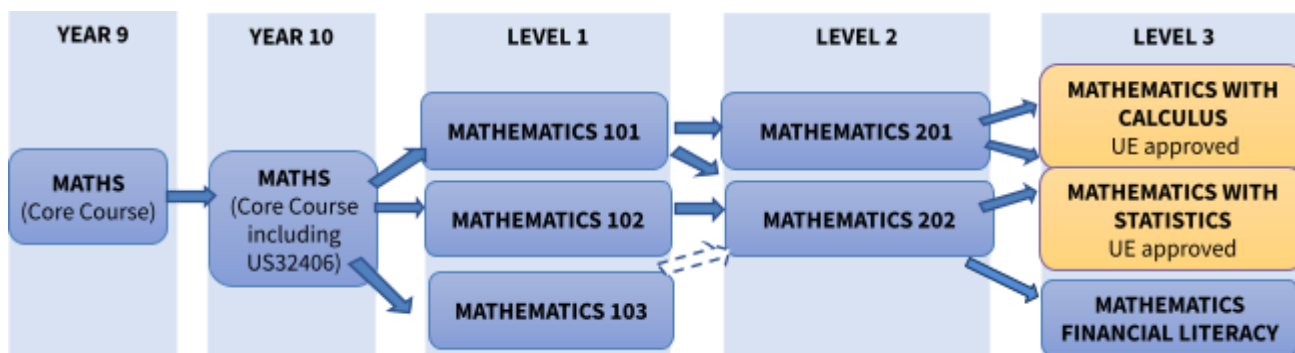 YEAR 9
YEAR 10
LEVEL 1
LEVEL 2
LEVEL 3
MATHS
(Core Course)
MATHS
(Core Course
including
US32406)
MATHEMATICS 101
MATHEMATICS 102
MATHEMATICS 103
MATHEMATICS 201
MATHEMATICS 202
MATHEMATICS WITH
CALCULUS
UE approved
MATHEMATICS WITH
STATISTICS
UE approved
MATHEMATICS
FINANCIAL LITERACY